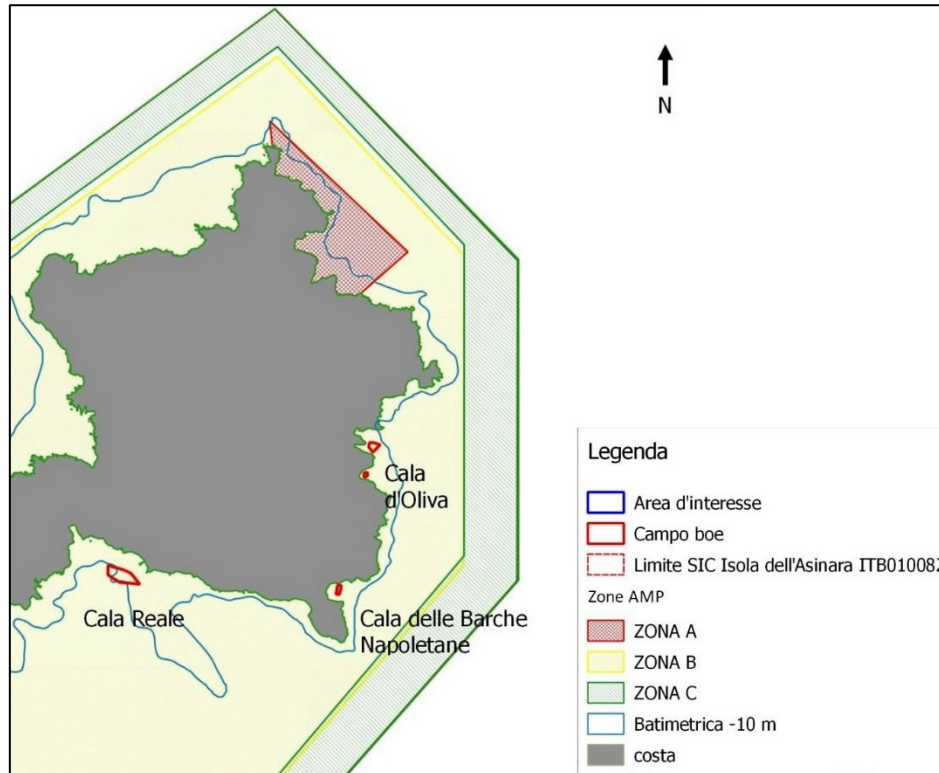 N
Cala
d'Oliva
Cala Reale
Cala delle Barche
Napoletane
Legenda
Area d'interesse
Campo boe
Limite SIC Isola dell'Asinara ITB010082
Zone AMP
ZONA A
ZONA B
ZONA C
Batimetrica -10 m
costa